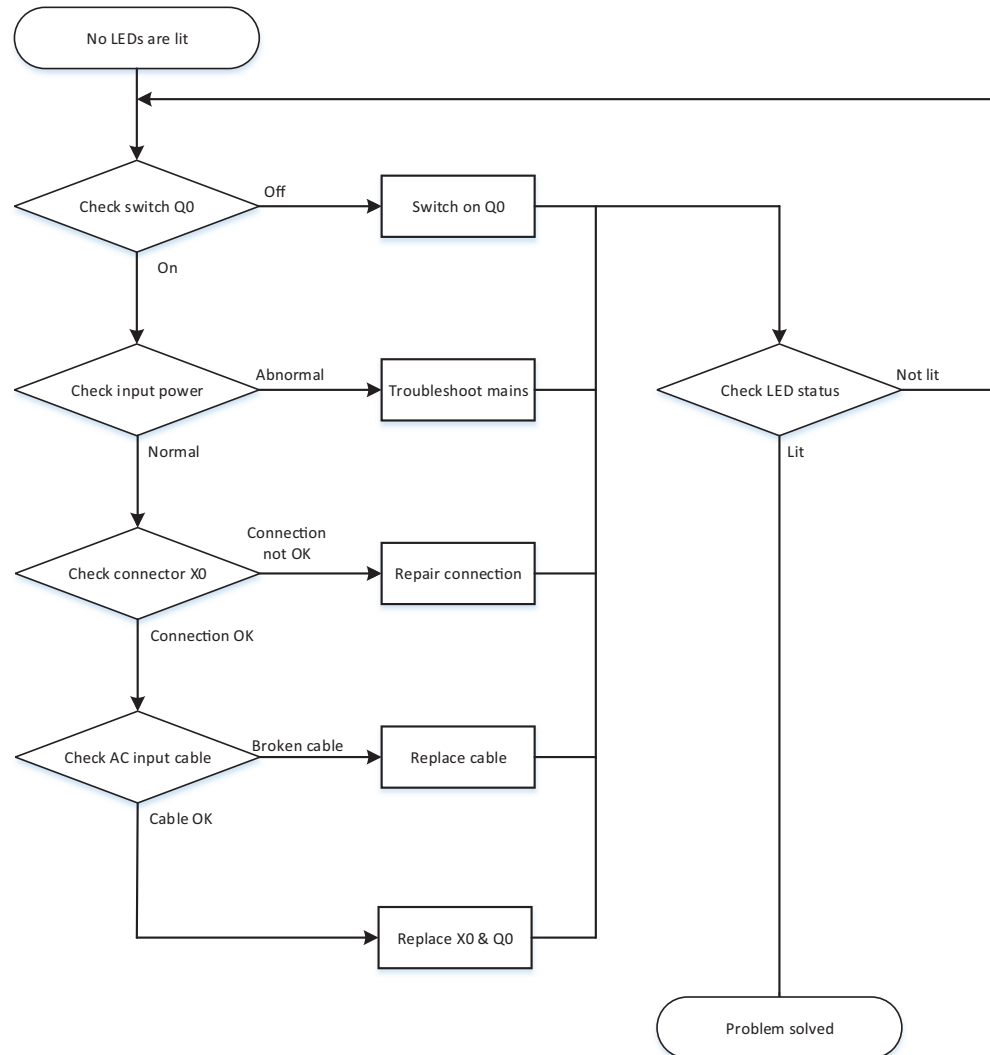 No LEDs are lit
Check switch Q0
Off
Switch on Q0
On
Check input power
Abnormal
Troubleshoot mains
Check LED status
Not lit
Normal
Lit
Connection
not OK
Check connector X0
Repair connection
Connection OK
Check AC input cable
Broken cable
Replace cable
Cable OK
Replace X0 & Q0
Problem solved